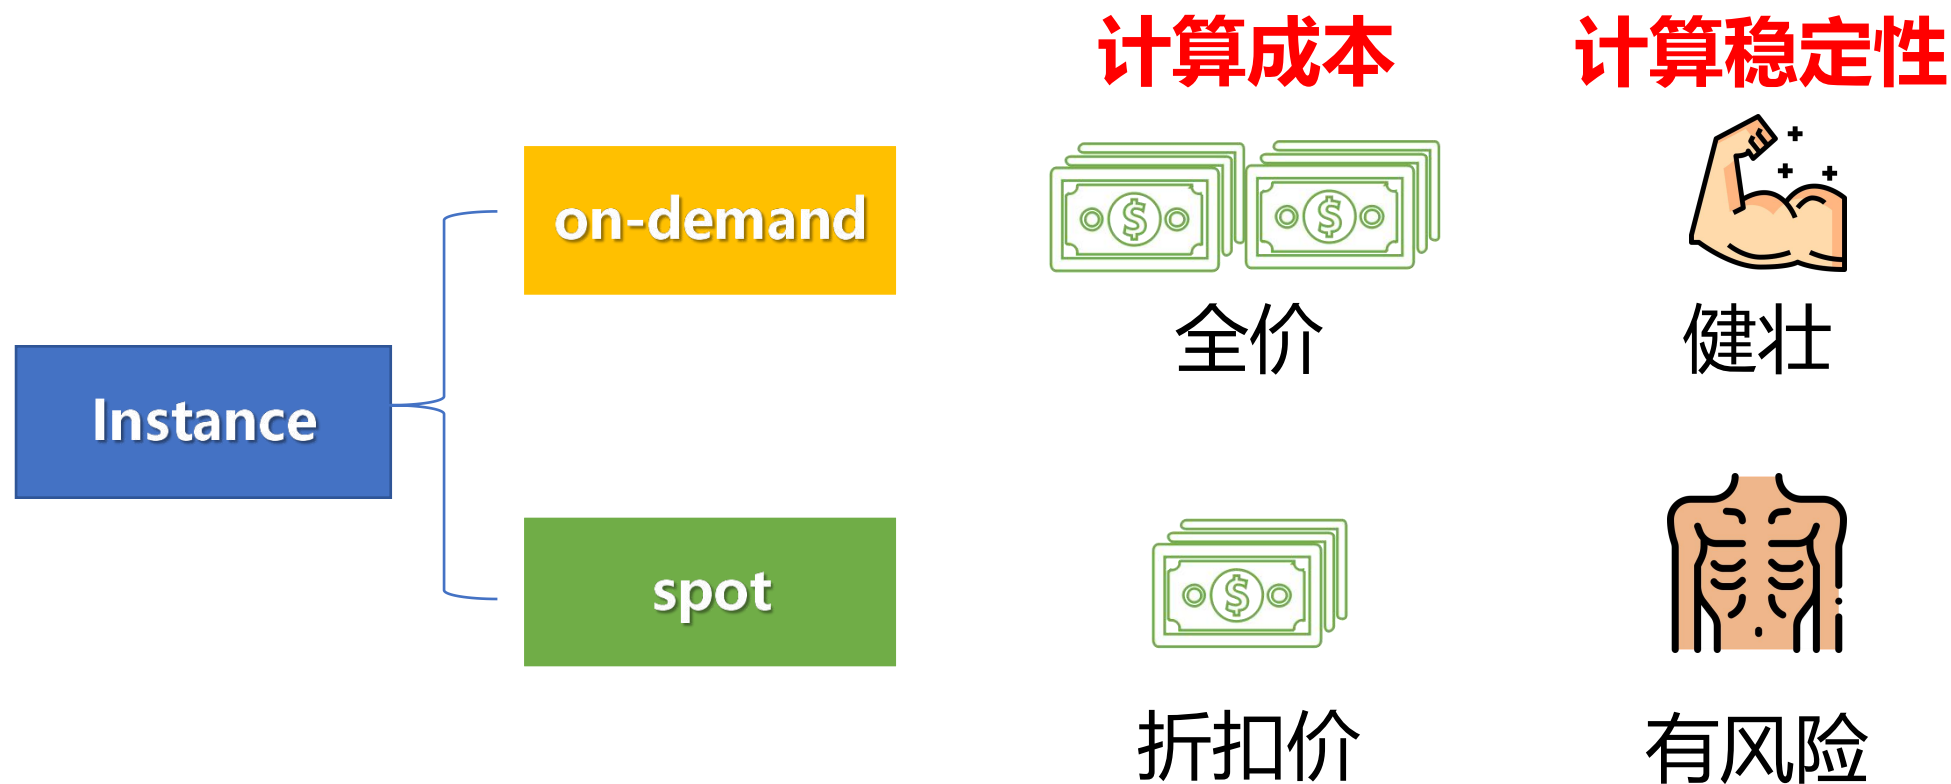 计算成本 计算稳定性
on-demand
全价 健壮
Instance
spot
折扣价 有风险